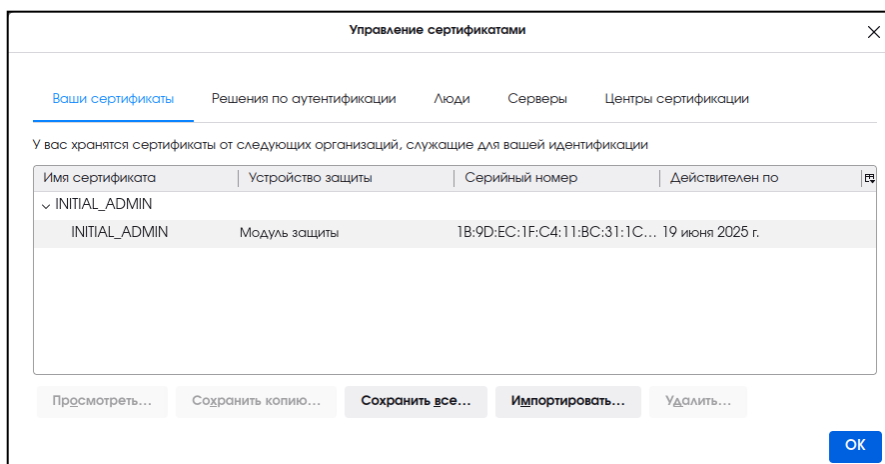 Управление сертификатами
Ваши сертификаты Решения по аутентификации Люди Серверы Центры сертификации
У вас хранятся сертификаты от следующих организаций, служащие для вашей идентификации
Имя сертификата Устройство защиты Серийный номер Действителен по
INITIAL_ADMIN
INITIAL_ADMIN Модуль защиты 1B:9D:EC:1F:C4:11:BC:31:1C... 19 июня 2025 г.
Просмотреть... Сохранить копию... Сохранить все... Импортировать... Удалить...
ОК